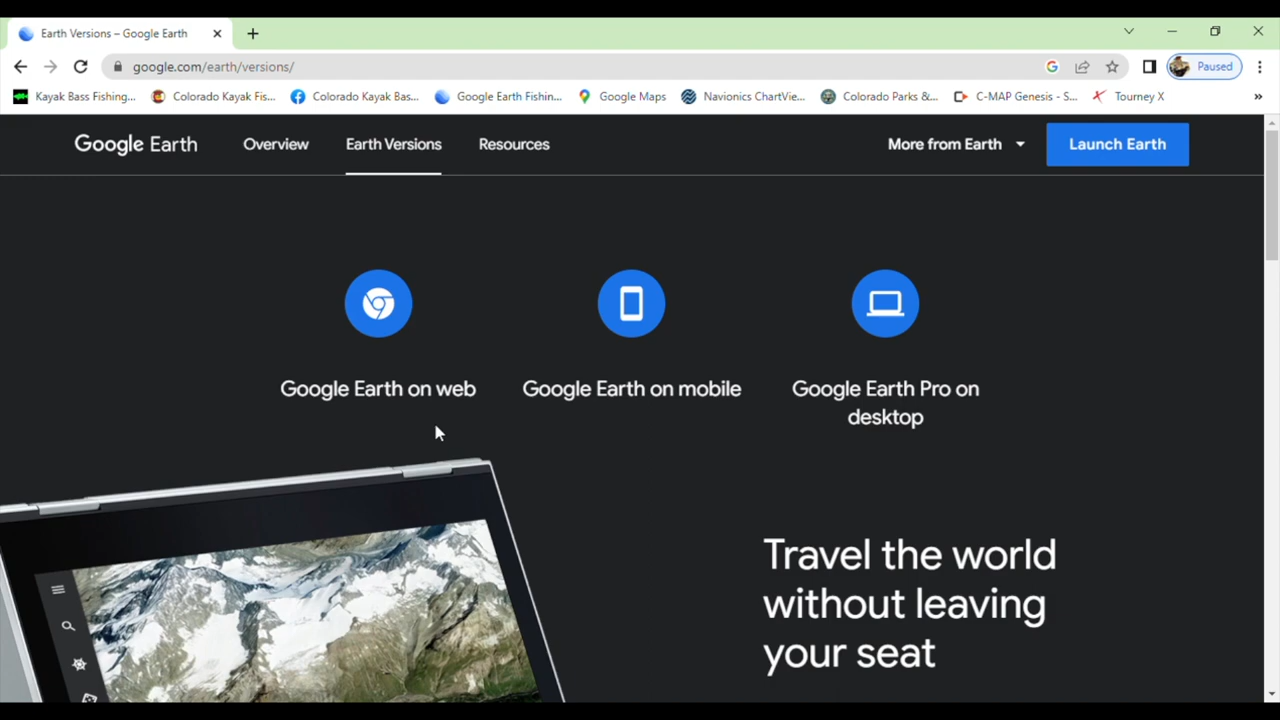 Earth Versions – Google Earth
google.com/earth/versions/
Paused
Kayak Bass Fishing...
Colorado Kayak Fis...
Colorado Kayak Bas...
Google Earth Fishin...
Google Maps
Navionics ChartVie...
Colorado Parks &...
C-MAP Genesis - S...
Tourney X
»
Google Earth
Overview
Earth Versions
Resources
More from Earth
Launch Earth
Google Earth on web
Google Earth on mobile
Google Earth Pro on
desktop
Travel the world
without leaving
your seat